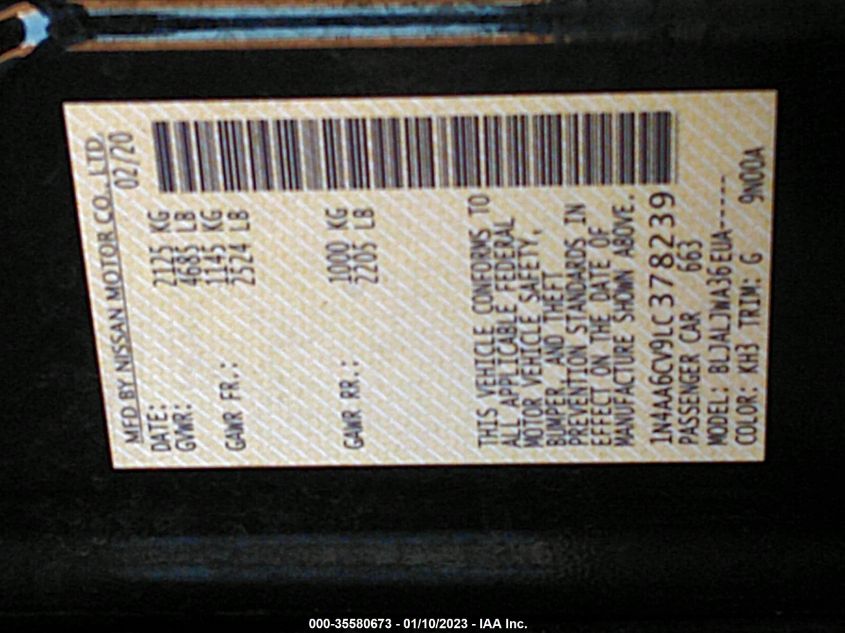 MFD BY NISSAN MOTOR CO., LTD.
DATE: 02/20
GVWR: 2125 KG
4685 LB
GAWR FR.: 1145 KG
2524 LB
GAWR RR.: 1000 KG
2205 LB
THIS VEHICLE CONFORMS TO
ALL APPLICABLE FEDERAL
MOTOR VEHICLE SAFETY,
BUMPER, AND THEFT
PREVENTION STANDARDS IN
EFFECT ON THE DATE OF
MANUFACTURE SHOWN ABOVE.
1N4AA6CV9LC378239
PASSENGER CAR 663
MODEL: BLJALJWA36EUA-----
COLOR: KH3 TRIM: G 9N00A
000-35580673 - 01/10/2023 - IAA Inc.